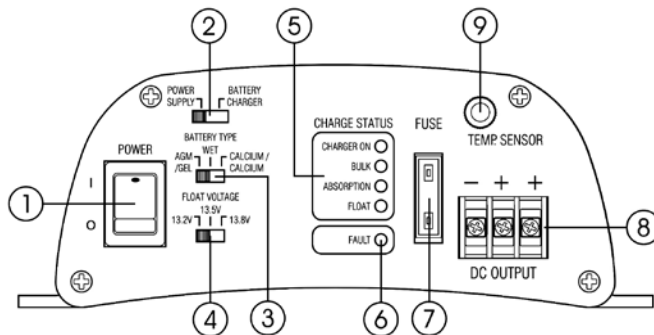 2
5
9
POWER SUPPLY
BATTERY CHARGER
BATTERY TYPE
AGM /GEL
WET
CALCIUM / CALCIUM
FLOAT VOLTAGE
13.2V
13.5V
13.8V
POWER
I
O
1
CHARGE STATUS
CHARGER ON
BULK
ABSORPTION
FLOAT
FAULT
FUSE
TEMP SENSOR
− + +
DC OUTPUT
8
4
3
6
7